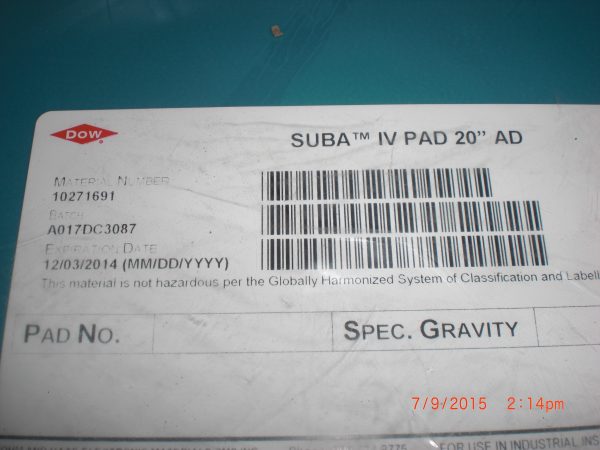 DOW
SUBA™ IV PAD 20” AD
MATERIAL NUMBER
10271691
BATCH
A017DC3087
EXPIRATION DATE
12/03/2014 (MM/DD/YYYY)
This material is not hazardous per the Globally Harmonized System of Classification and Labell
PAD NO.
SPEC. GRAVITY
7/9/2015 2:14pm
FOR USE IN INDUSTRIAL INS